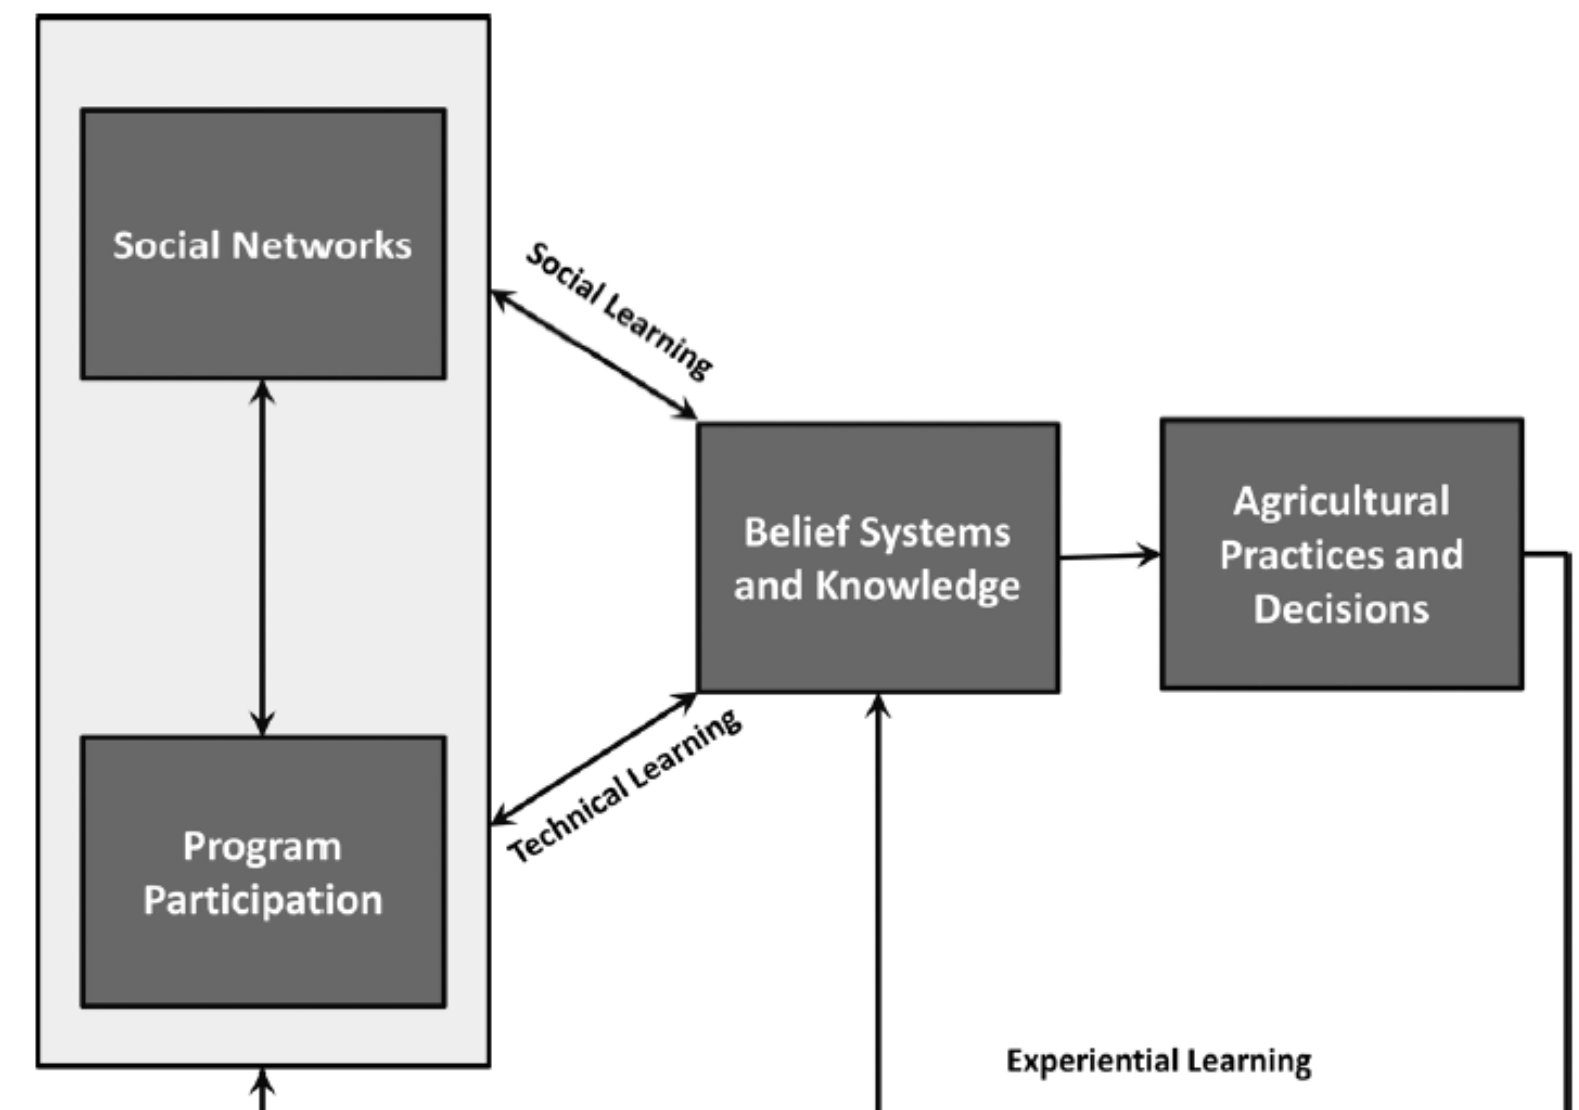 Social Networks
Social Learning
Belief Systems
and Knowledge
Agricultural
Practices and
Decisions
Technical Learning
Program
Participation
Experiential Learning